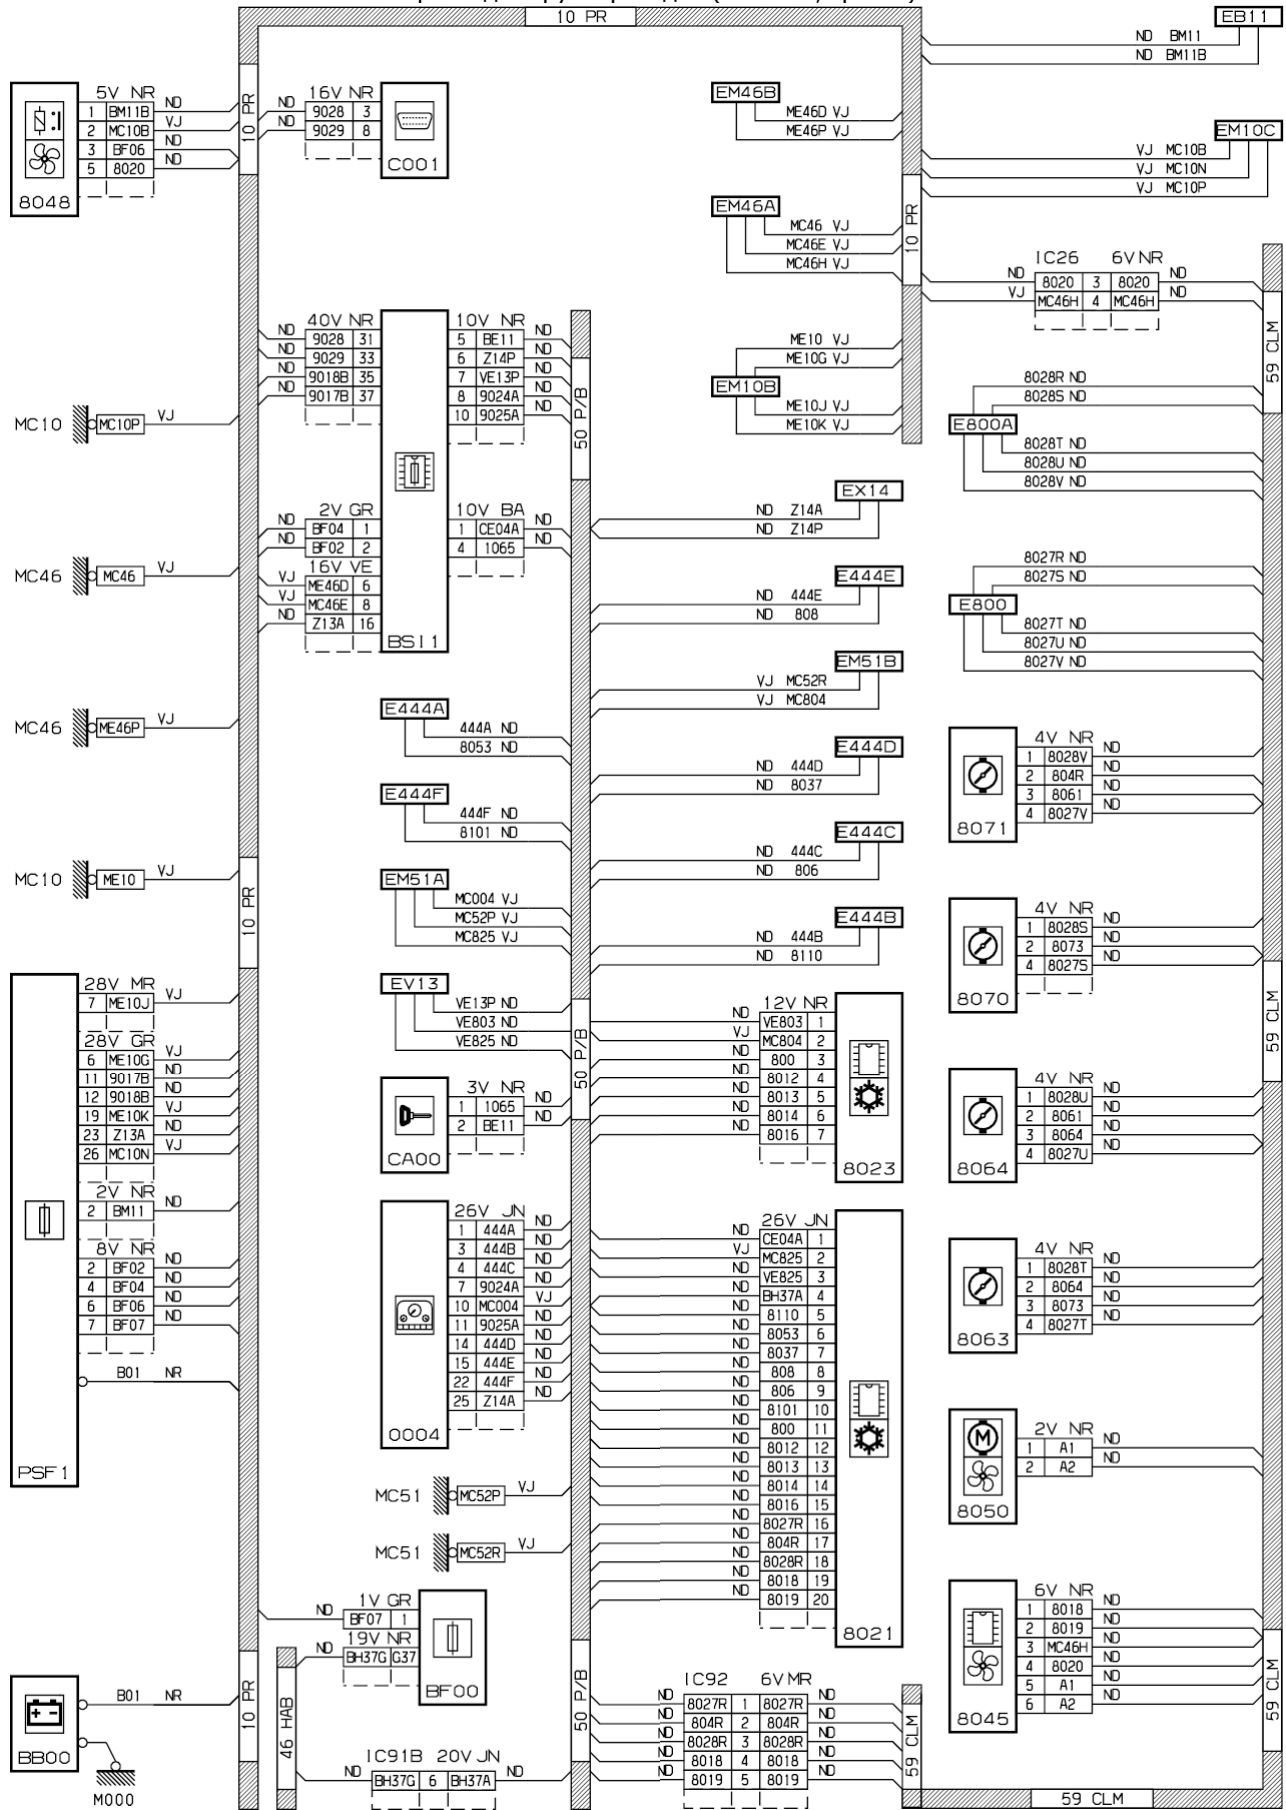 10 PR
EB11
ND BM11
ND BM11B
5V NR
1 BM11B ND
2 MC10B VJ
3 BF06 ND
5 8020 ND
8048
10 PR
16V NR
ND 9028 3
ND 9029 8
C001
EM46B
ME46D VJ
ME46P VJ
EM10C
VJ MC10B
VJ MC10N
VJ MC10P
EM46A
MC46 VJ
MC46E VJ
MC46H VJ
10 PR
IC26 6V NR
ND 8020 3 8020 ND
VJ MC46H 4 MC46H ND
59 CLM
40V NR
ND 9028 31
ND 9029 33
ND 9018B 35
ND 9017B 37
10V NR
5 BE11 ND
6 Z14P ND
7 VE13P ND
8 9024A ND
10 9025A ND
50 P/B
ME10 VJ
ME10G VJ
EM10B
ME10J VJ
ME10K VJ
8028R ND
8028S ND
E800A
8028T ND
8028U ND
8028V ND
MC10 MC10P VJ
2V GR
ND BF04 1
ND BF02 2
16V VE
VJ ME46D 6
VJ MC46E 8
ND Z13A 16
10V BA
1 CE04A ND
4 1065 ND
BSI1
EX14
ND Z14A
ND Z14P
MC46 MC46 VJ
E444E
ND 444E
ND 808
8027R ND
8027S ND
E800
8027T ND
8027U ND
8027V ND
EM51B
VJ MC52R
VJ MC804
MC46 ME46P VJ
E444A
444A ND
8053 ND
E444D
ND 444D
ND 8037
4V NR
1 8028V ND
2 804R ND
3 8061 ND
4 8027V ND
8071
E444F
444F ND
8101 ND
E444C
ND 444C
ND 806
MC10 ME10 VJ
10 PR
EM51A
MC004 VJ
MC52P VJ
MC825 VJ
E444B
ND 444B
ND 8110
4V NR
1 8028S ND
2 8073 ND
4 8027S ND
8070
59 CLM
28V MR
7 ME10J VJ
28V GR
6 ME10G VJ
11 9017B ND
12 9018B ND
19 ME10K VJ
23 Z13A ND
26 MC10N VJ
2V NR
2 BM11 ND
8V NR
2 BF02 ND
4 BF04 ND
6 BF06 ND
7 BF07 ND
B01 NR
PSF1
EV13
VE13P ND
VE803 ND
VE825 ND
50 P/B
3V NR
1 1065 ND
2 BE11 ND
CA00
12V NR
ND VE803 1
VJ MC804 2
ND 800 3
ND 8012 4
ND 8013 5
ND 8014 6
ND 8016 7
8023
4V NR
1 8028U ND
2 8061 ND
3 8064 ND
4 8027U ND
8064
26V JN
1 444A ND
3 444B ND
4 444C ND
7 9024A ND
10 MC004 VJ
11 9025A ND
14 444D ND
15 444E ND
22 444F ND
25 Z14A ND
0004
26V JN
ND CE04A 1
VJ MC825 2
ND VE825 3
ND BH37A 4
ND 8110 5
ND 8053 6
ND 8037 7
ND 808 8
ND 806 9
ND 8101 10
ND 800 11
ND 8012 12
ND 8013 13
ND 8014 14
ND 8016 15
ND 8027R 16
ND 804R 17
ND 8028R 18
ND 8018 19
ND 8019 20
8021
4V NR
1 8028T ND
2 8064 ND
3 8073 ND
4 8027T ND
8063
2V NR
1 A1 ND
2 A2 ND
M
8050
MC51 MC52P VJ
MC51 MC52R VJ
6V NR
1 8018 ND
2 8019 ND
3 MC46H ND
4 8020 ND
5 A1 ND
6 A2 ND
8045
59 CLM
1V GR
ND BF07 1
19V NR
ND BH37G G37
BF00
B01 NR
BB00
M000
10 PR
46 HAB
50 P/B
IC91B 20V JN
ND BH37G 6 BH37A ND
IC92 6V MR
ND 8027R 1 8027R ND
ND 804R 2 804R ND
ND 8028R 3 8028R ND
ND 8018 4 8018 ND
ND 8019 5 8019 ND
59 CLM
59 CLM